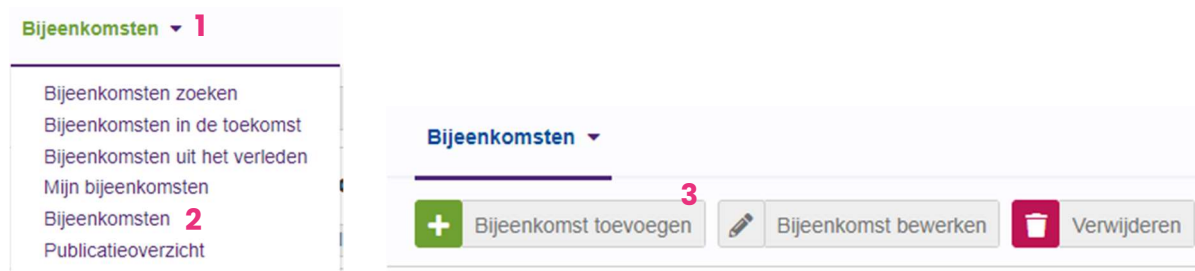 Bijeenkomsten 1
Bijeenkomsten zoeken
Bijeenkomsten in de toekomst
Bijeenkomsten uit het verleden
Mijn bijeenkomsten
Bijeenkomsten 2
Publicatieoverzicht
Bijeenkomsten
3
Bijeenkomst toevoegen Bijeenkomst bewerken Verwijderen